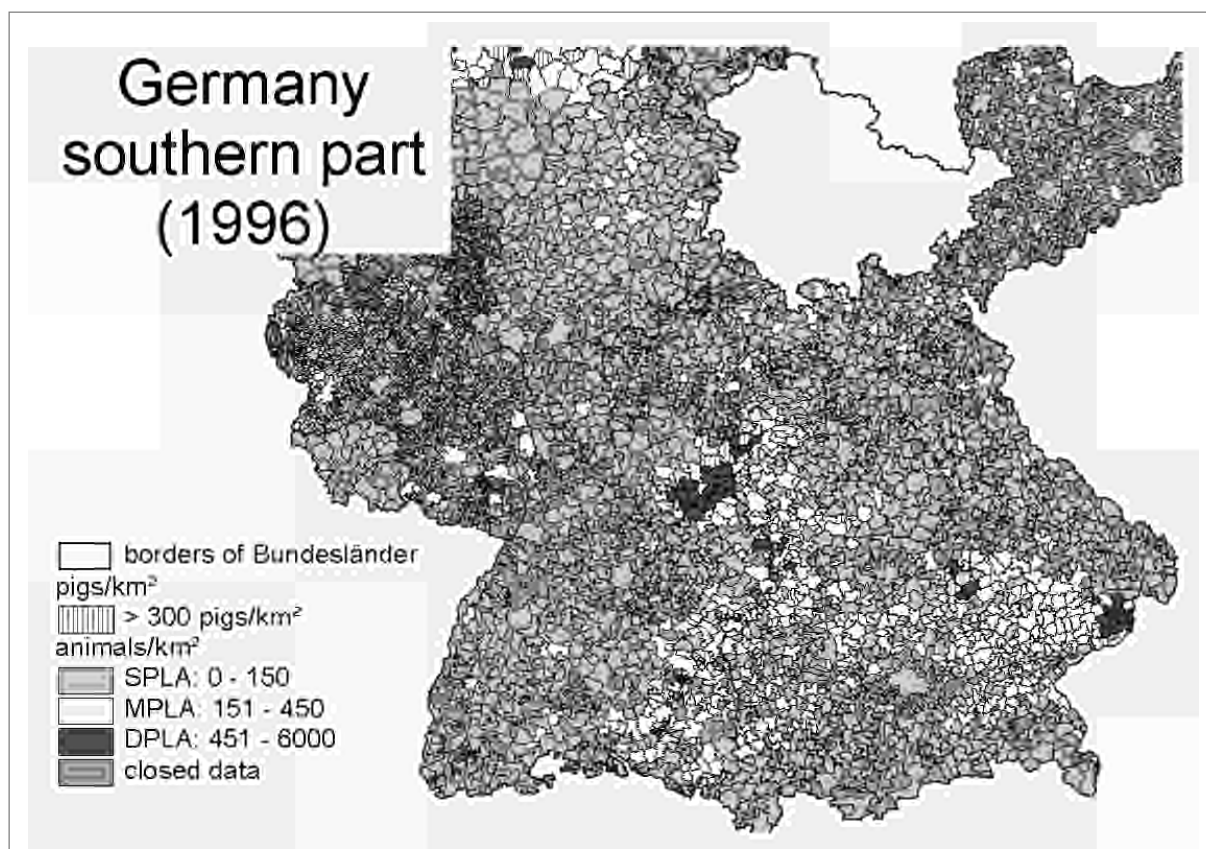 Germany
southern part
(1996)
borders of Bundesländer
pigs/km²
> 300 pigs/km²
animals/km²
SPLA: 0 - 150
MPLA: 151 - 450
DPLA: 451 - 6000
closed data